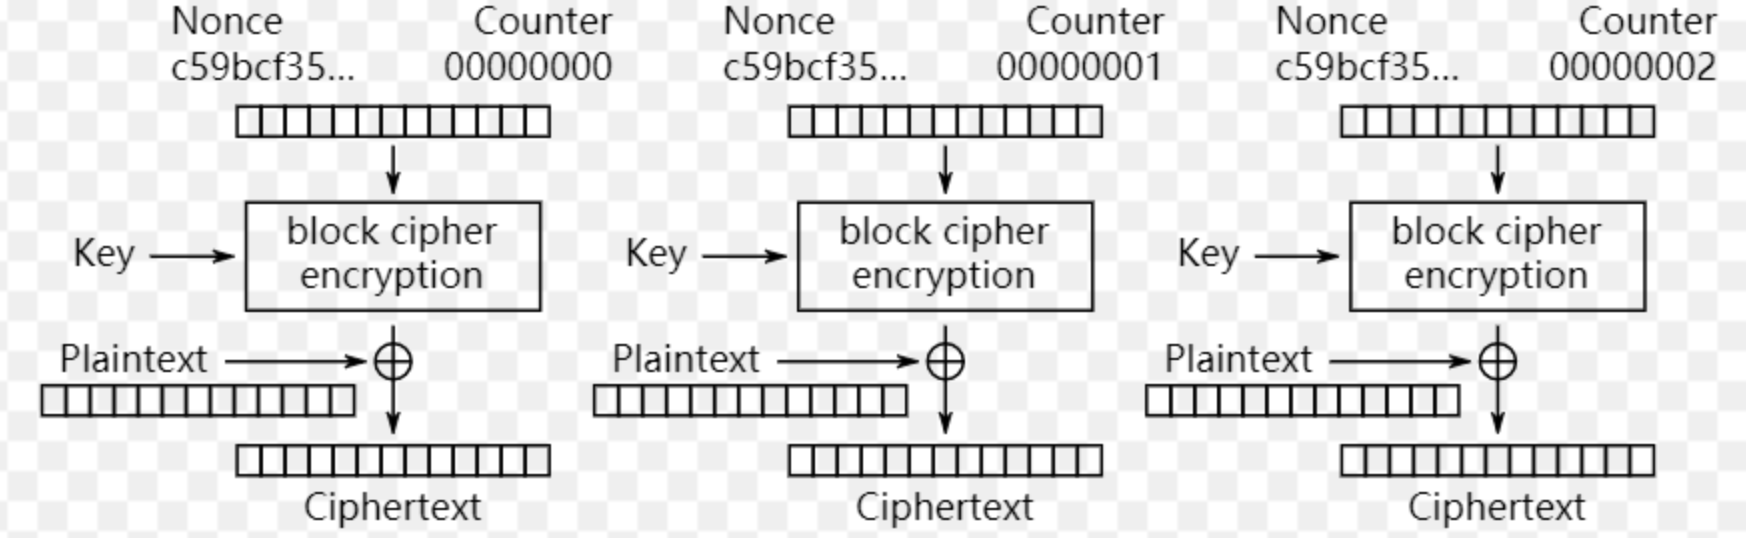 Nonce Counter Nonce Counter Nonce Counter
c59bcf35... 00000000 c59bcf35... 00000001 c59bcf35... 00000002
block cipher block cipher block cipher
Key encryption Key encryption Key encryption
Plaintext Plaintext Plaintext
Ciphertext Ciphertext Ciphertext